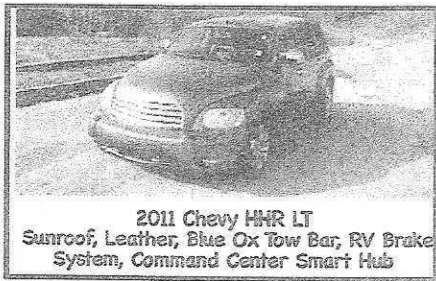 2011 Chevy HHR LT
Sunroof, Leather, Blue Ox Tow Bar, RV Brake
System, Command Center Smart Hub